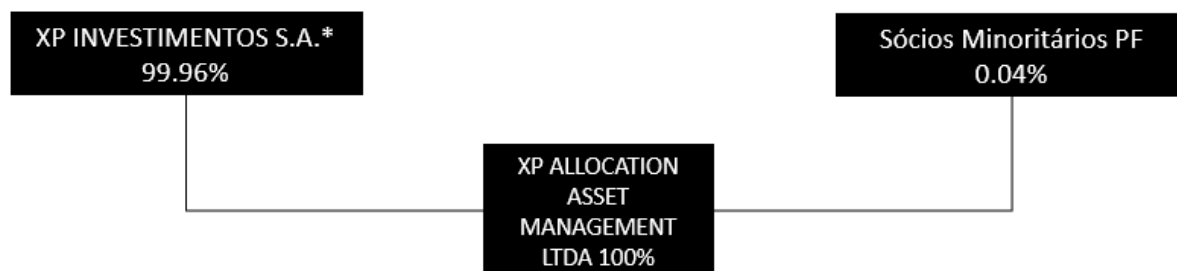 XP INVESTIMENTOS S.A.*
99.96%
Sócios Minoritários PF
0.04%
XP ALLOCATION
ASSET
MANAGEMENT
LTDA 100%